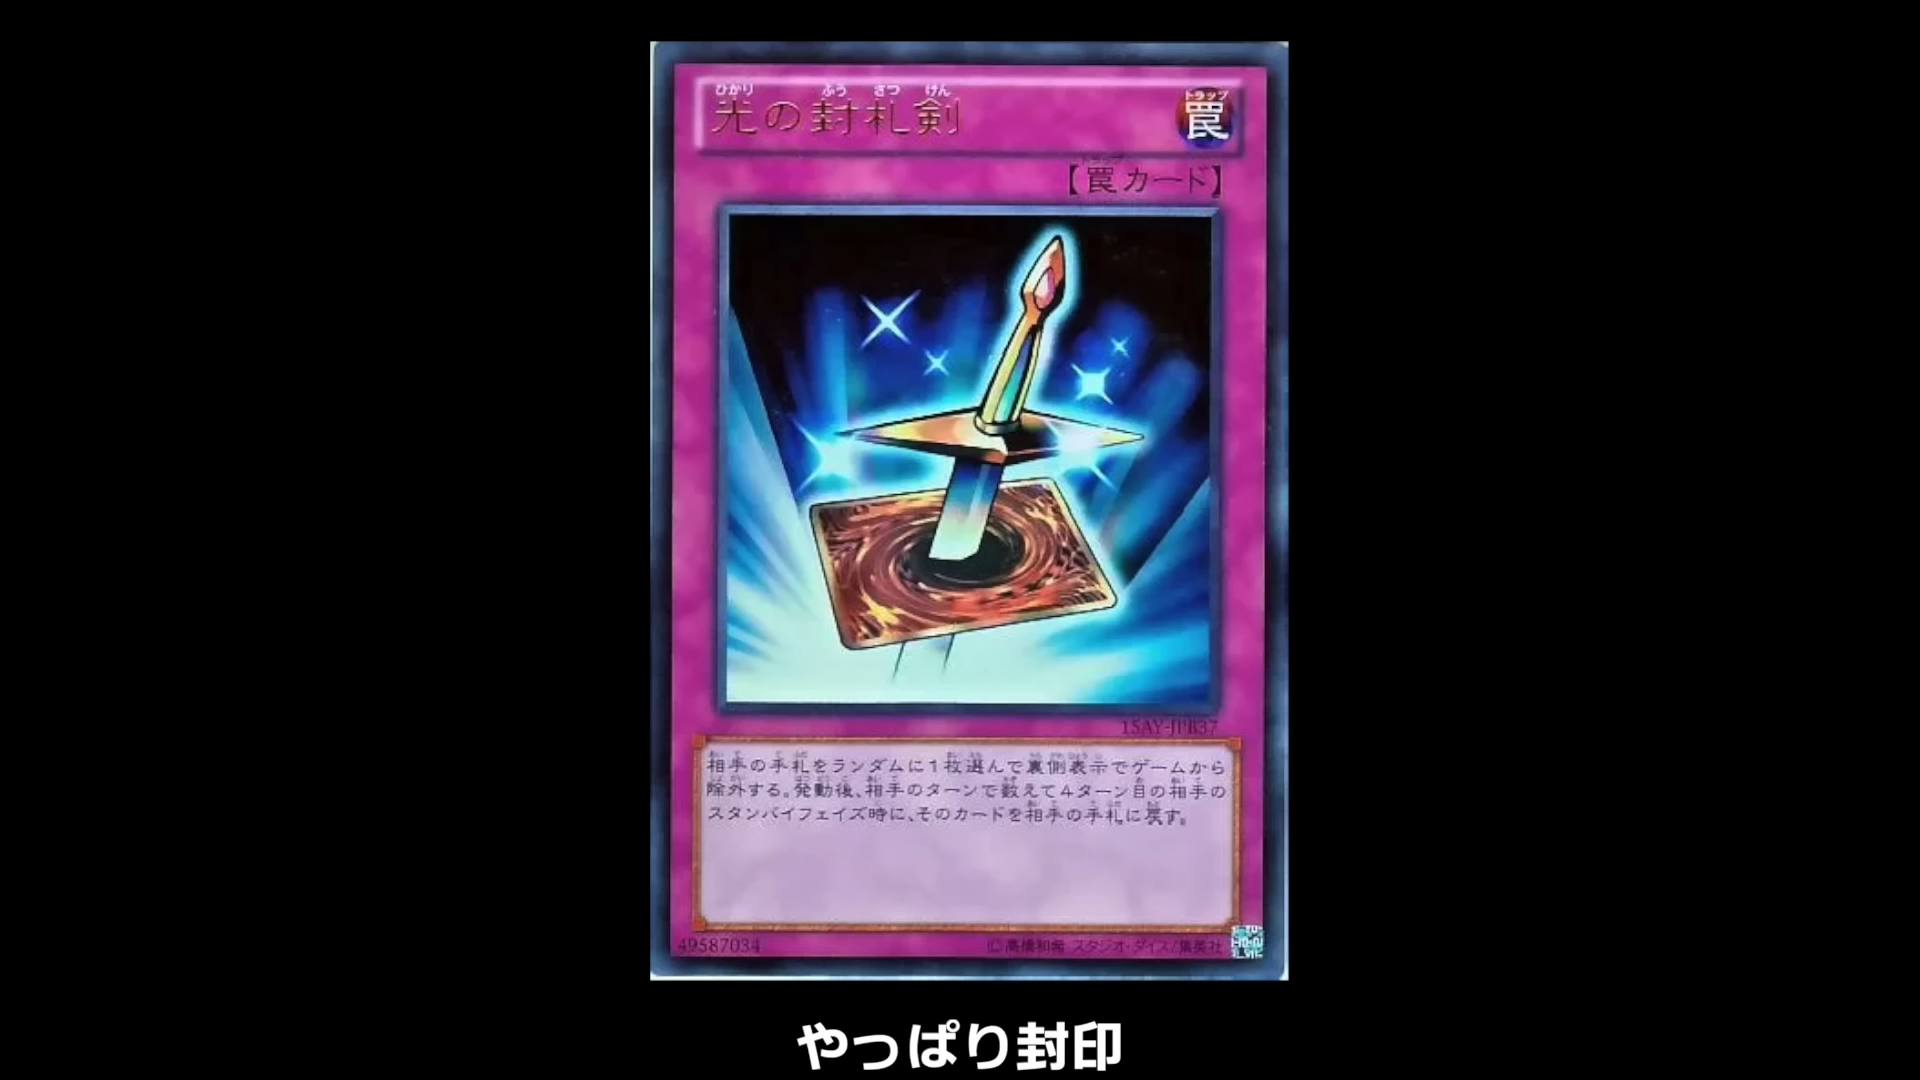 光の封札剣
ひかり ふう さつ けん
トラップ
罠
【罠カード】
15AY-JPB37
相手の手札をランダムに1枚選んで裏側表示でゲームから
除外する。発動後、相手のターンで数えて4ターン目の相手の
スタンバイフェイズ時に、そのカードを相手の手札に戻す。
49587034
©高橋和希 スタジオ・ダイス/集英社
やっぱり封印